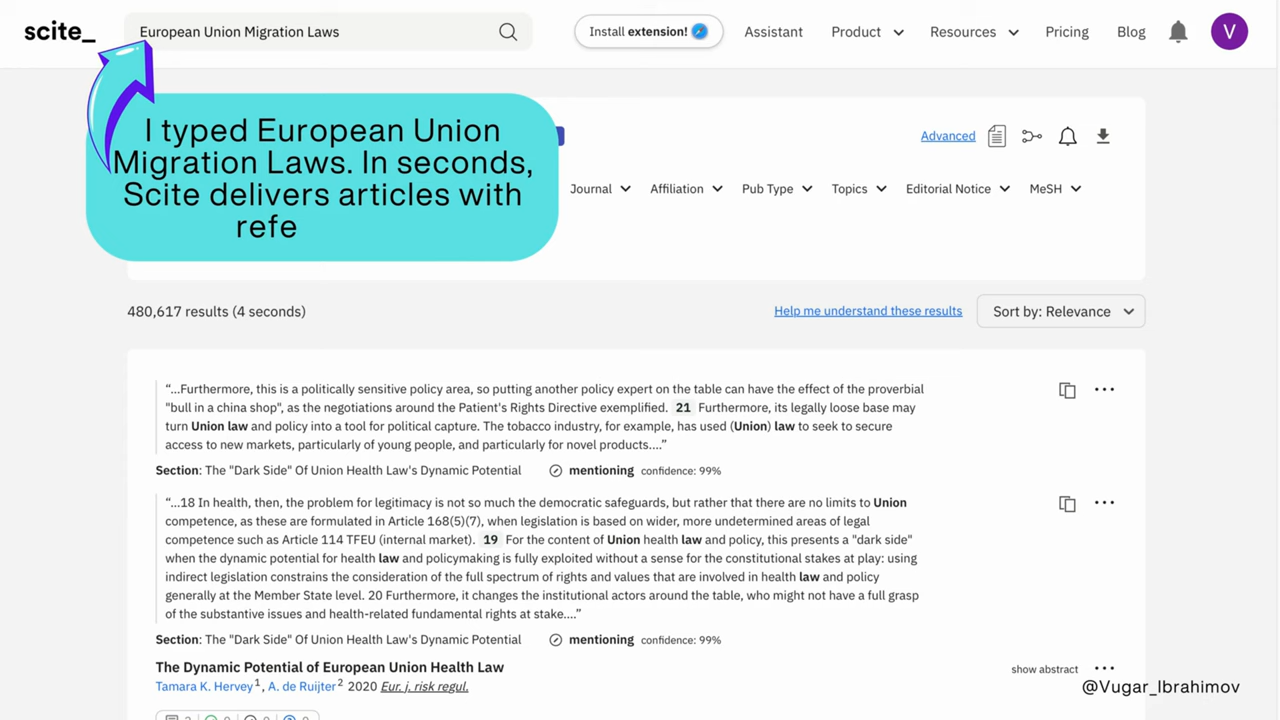 scite_
European Union Migration Laws
Install extension!
Assistant
Product
Resources
Pricing
Blog
V
I typed European Union
Migration Laws. In seconds,
Scite delivers articles with
refe
Advanced
Journal
Affiliation
Pub Type
Topics
Editorial Notice
MeSH
480,617 results (4 seconds)
Help me understand these results
Sort by: Relevance
“...Furthermore, this is a politically sensitive policy area, so putting another policy expert on the table can have the effect of the proverbial
"bull in a china shop", as the negotiations around the Patient's Rights Directive exemplified. 21 Furthermore, its legally loose base may
turn Union law and policy into a tool for political capture. The tobacco industry, for example, has used (Union) law to seek to secure
access to new markets, particularly of young people, and particularly for novel products....”
Section: The "Dark Side" Of Union Health Law's Dynamic Potential mentioning confidence: 99%
“...18 In health, then, the problem for legitimacy is not so much the democratic safeguards, but rather that there are no limits to Union
competence, as these are formulated in Article 168(5)(7), when legislation is based on wider, more undetermined areas of legal
competence such as Article 114 TFEU (internal market). 19 For the content of Union health law and policy, this presents a "dark side"
when the dynamic potential for health law and policymaking is fully exploited without a sense for the constitutional stakes at play: using
indirect legislation constrains the consideration of the full spectrum of rights and values that are involved in health law and policy
generally at the Member State level. 20 Furthermore, it changes the institutional actors around the table, who might not have a full grasp
of the substantive issues and health-related fundamental rights at stake....”
Section: The "Dark Side" Of Union Health Law's Dynamic Potential mentioning confidence: 99%
The Dynamic Potential of European Union Health Law
show abstract
Tamara K. Hervey1, A. de Ruijter2 2020 Eur. j. risk regul.
@Vugar_Ibrahimov